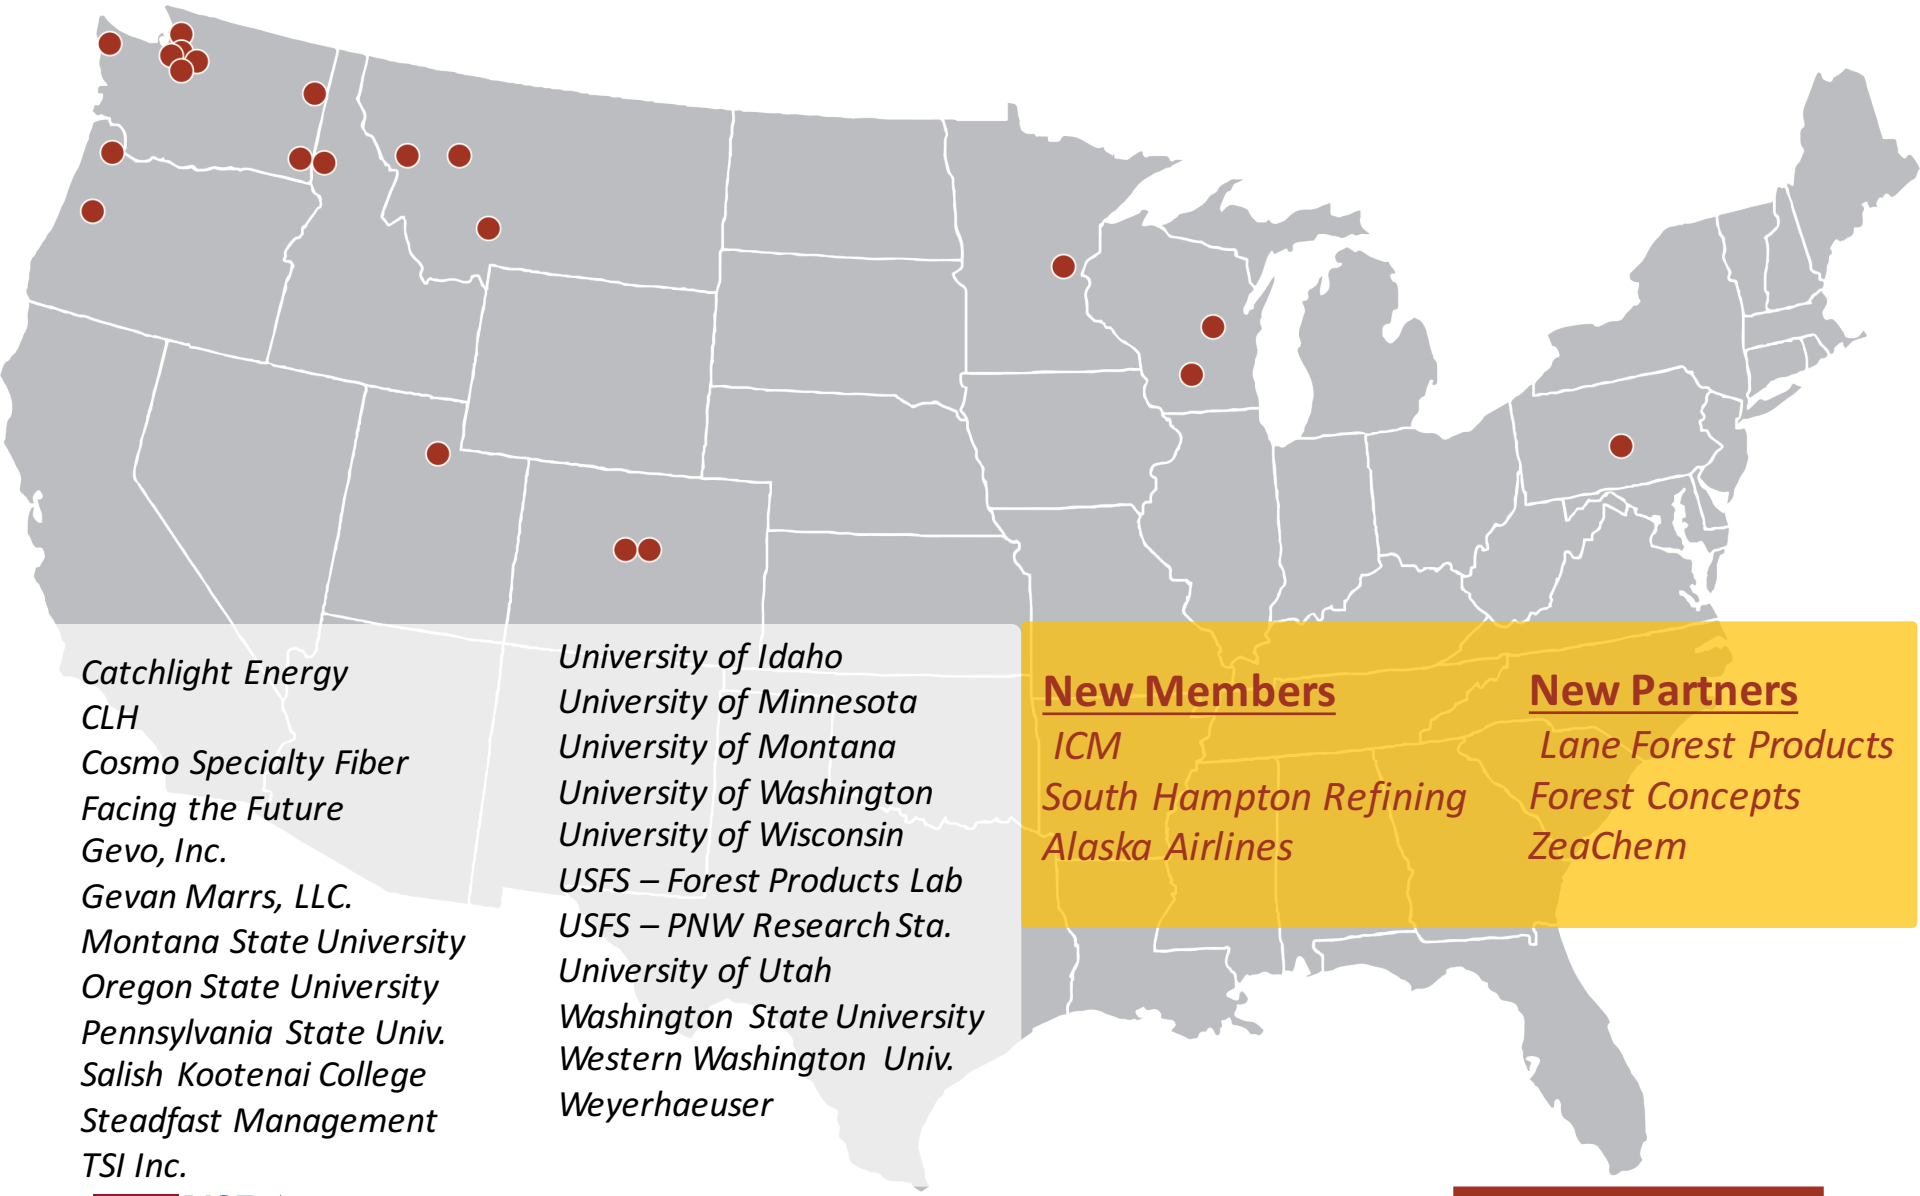 Catchlight Energy
CLH
Cosmo Specialty Fiber
Facing the Future
Gevo, Inc.
Gevan Marrs, LLC.
Montana State University
Oregon State University
Pennsylvania State Univ.
Salish Kootenai College
Steadfast Management
TSI Inc.
University of Idaho
University of Minnesota
University of Montana
University of Washington
University of Wisconsin
USFS – Forest Products Lab
USFS – PNW Research Sta.
University of Utah
Washington State University
Western Washington Univ.
Weyerhaeuser
New Members
ICM
South Hampton Refining
Alaska Airlines
New Partners
Lane Forest Products
Forest Concepts
ZeaChem